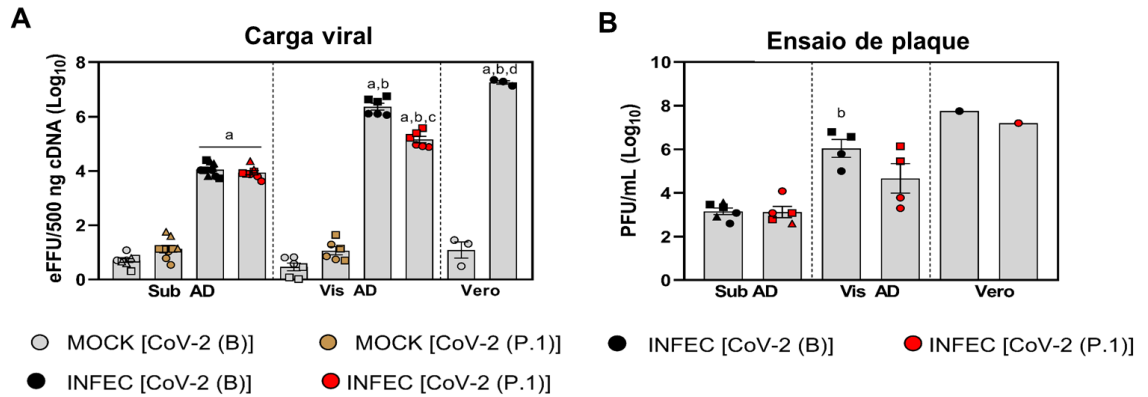 A
Carga viral
eFFU/500 ng cDNA (Log10)
8
6
4
2
0
a
a,b
a,b,c
a,b,d
Sub AD
Vis AD
Vero
MOCK [CoV-2 (B)]
MOCK [CoV-2 (P.1)]
INFEC [CoV-2 (B)]
INFEC [CoV-2 (P.1)]
B
Ensaio de plaque
PFU/mL (Log10)
10
8
6
4
2
0
b
Sub AD
Vis AD
Vero
INFEC [CoV-2 (B)]
INFEC [CoV-2 (P.1)]